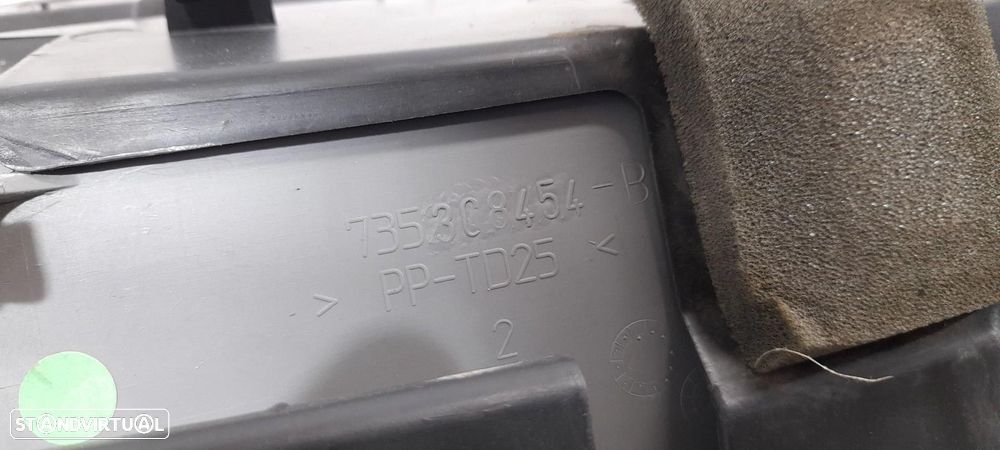 735308454-B
> PP-TD25 <
2
STANDVIRTUAL